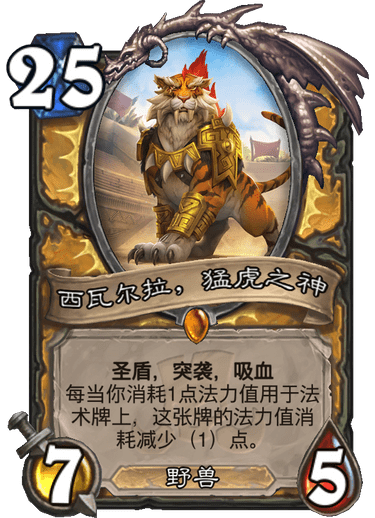 25
西瓦尔拉，猛虎之神
圣盾，突袭，吸血
每当你消耗1点法力值用于法
术牌上，这张牌的法力值消
耗减少（1）点。
7
野兽
5